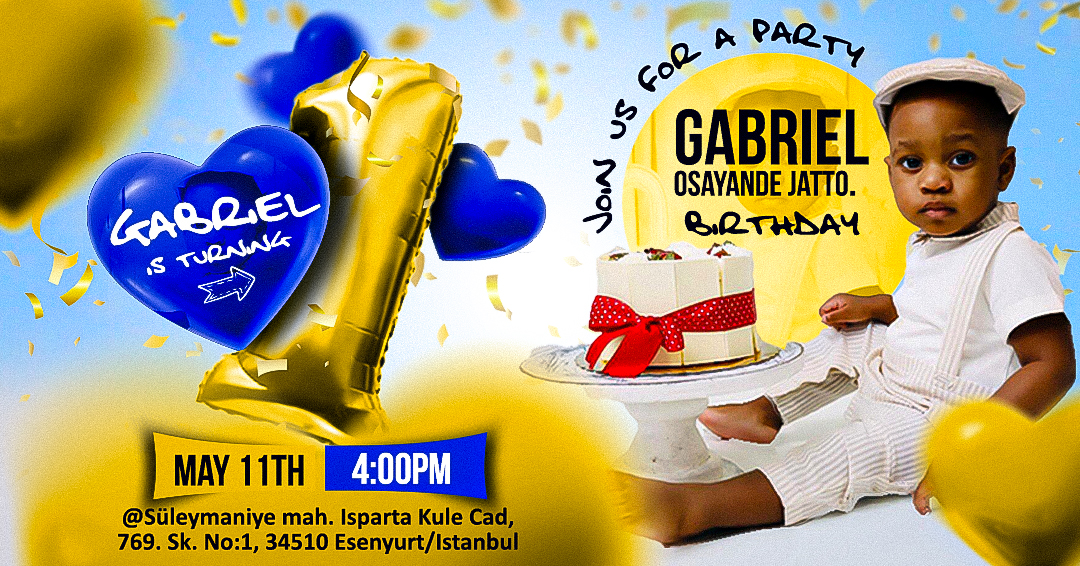 GABRIEL
IS TURNING
1
MAY 11TH
4:00PM
@Süleymaniye mah. Isparta Kule Cad,
769. Sk. No:1, 34510 Esenyurt/Istanbul
JOIN US FOR A PARTY
GABRIEL
OSAYANDE JATTO.
BIRTHDAY